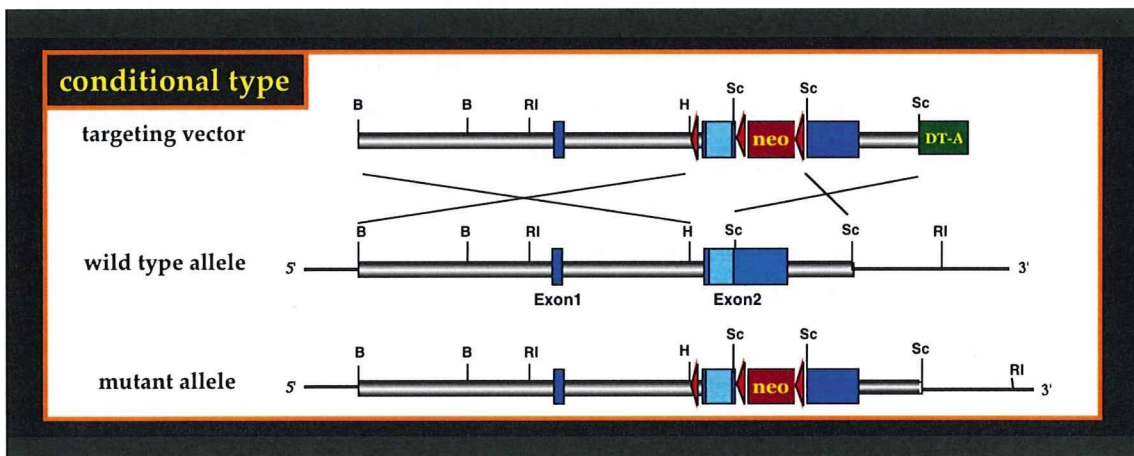 conditional type
B B RI H Sc Sc Sc
targeting vector neo DT-A
B B RI H Sc Sc RI
wild type allele 5' 3'
Exon1 Exon2
B B RI H Sc Sc Sc RI
mutant allele 5' neo 3'